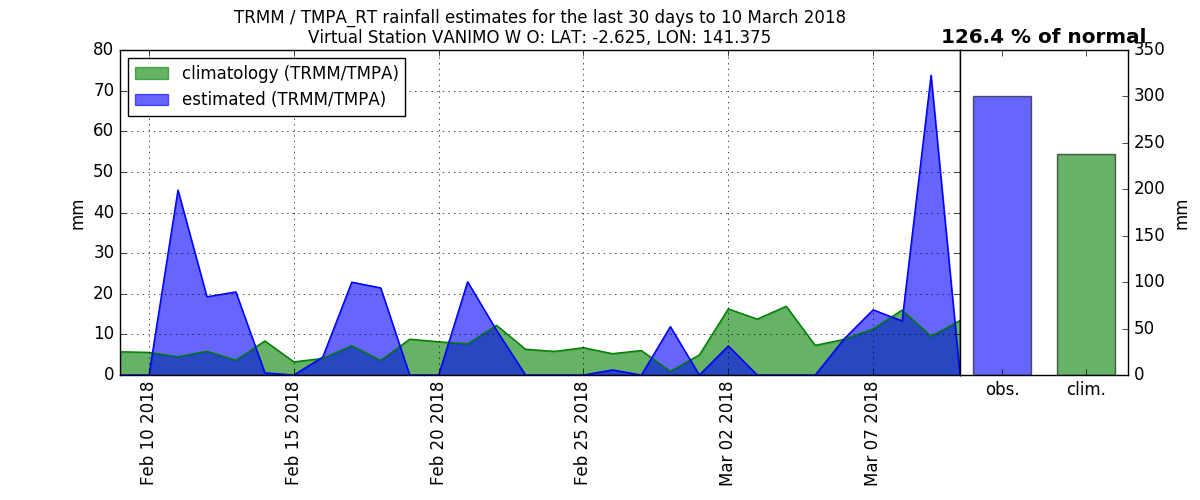 TRMM / TMPA_RT rainfall estimates for the last 30 days to 10 March 2018
Virtual Station VANIMO W O: LAT: -2.625, LON: 141.375
126.4 % of normal
climatology (TRMM/TMPA)
estimated (TRMM/TMPA)
80
70
60
50
40
30
20
10
0
mm
Feb 10 2018
Feb 15 2018
Feb 20 2018
Feb 25 2018
Mar 02 2018
Mar 07 2018
350
300
250
200
150
100
50
0
mm
obs.
clim.